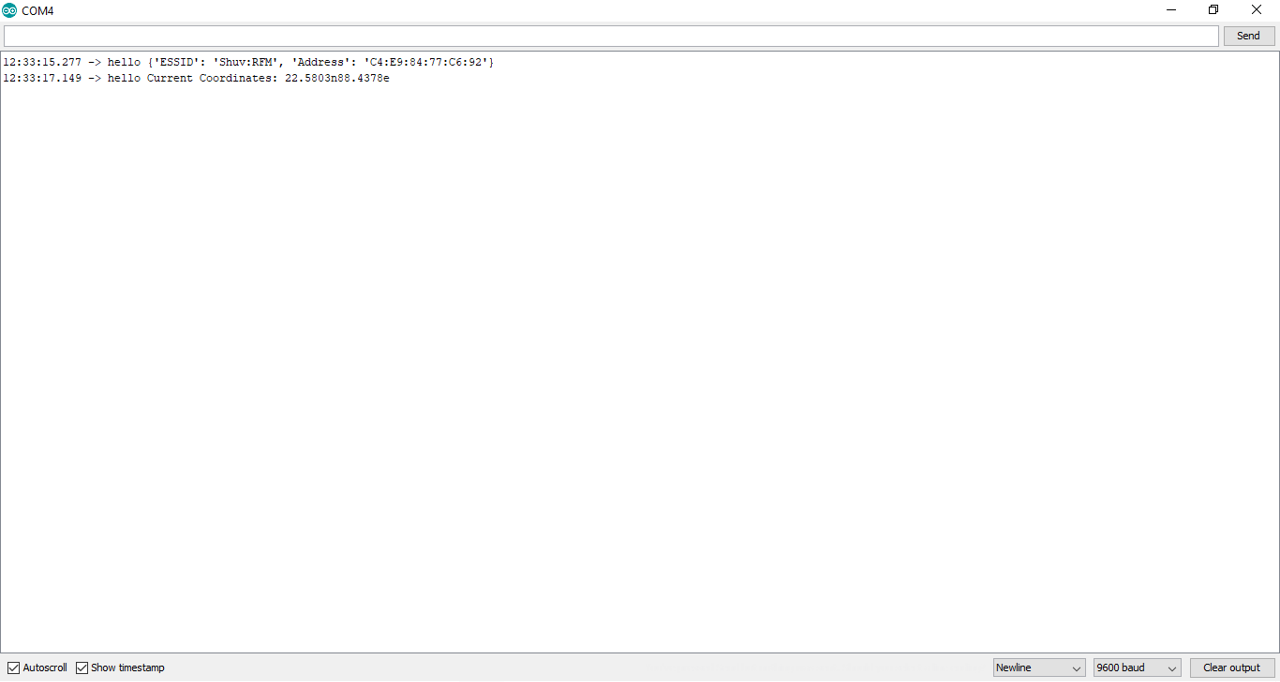 COM4
Send
12:33:15.277 -> hello {'ESSID': 'Shuv:RFM', 'Address': 'C4:E9:84:77:C6:92'}
12:33:17.149 -> hello Current Coordinates: 22.5803n88.4378e
Autoscroll Show timestamp Newline 9600 baud Clear output